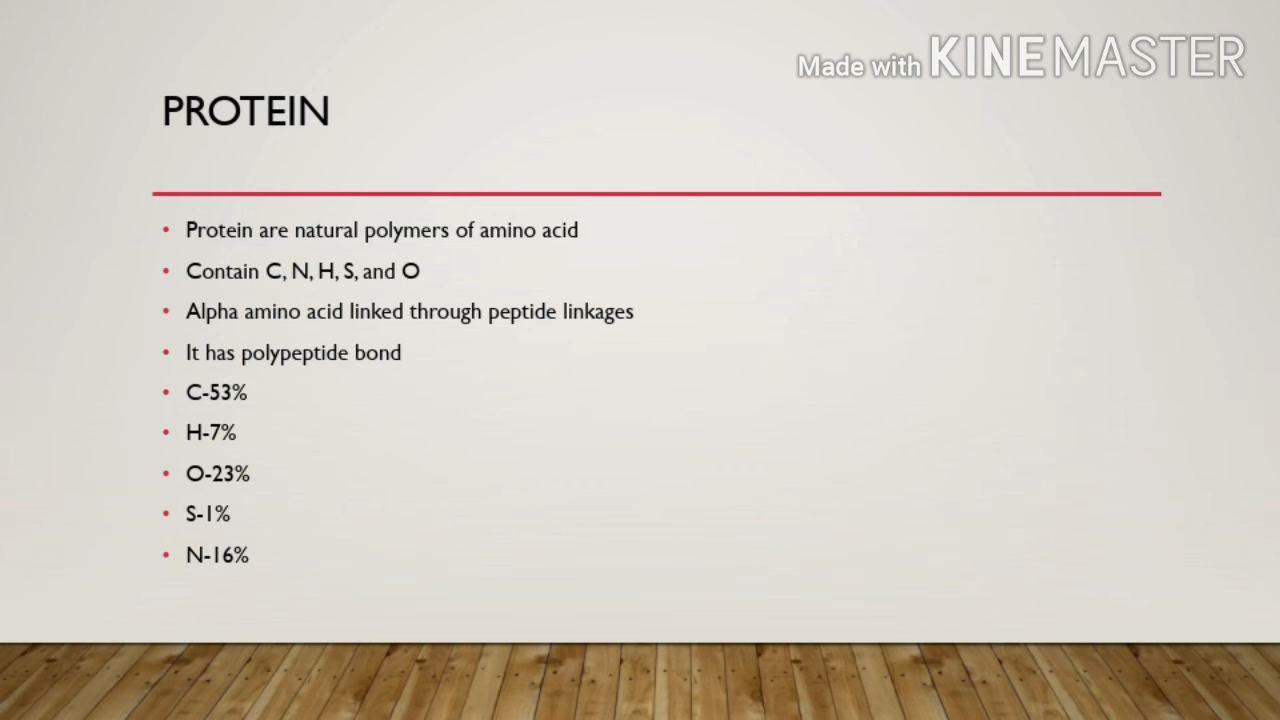 Made with KINEMASTER
PROTEIN
• Protein are natural polymers of amino acid
• Contain C, N, H, S, and O
• Alpha amino acid linked through peptide linkages
• It has polypeptide bond
• C-53%
• H-7%
• O-23%
• S-1%
• N-16%